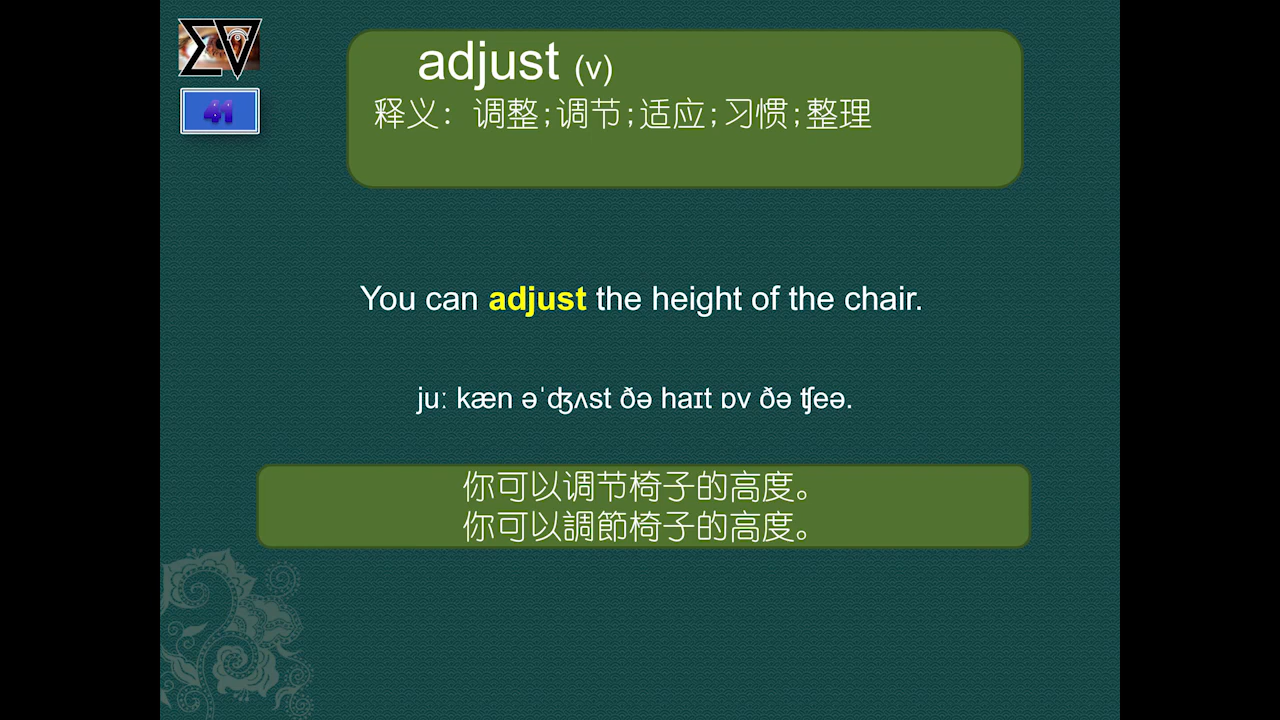 adjust (v)
41
释义: 调整;调节;适应;习惯;整理
You can adjust the height of the chair.
juː kæn əˈʤʌst ðə haɪt ɒv ðə ʧeə.
你可以调节椅子的高度。
你可以調節椅子的高度。